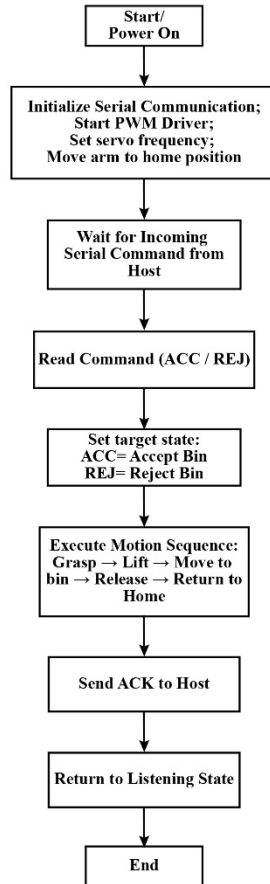 Start/
Power On
Initialize Serial Communication;
Start PWM Driver;
Set servo frequency;
Move arm to home position
Wait for Incoming
Serial Command from
Host
Read Command (ACC / REJ)
Set target state:
ACC= Accept Bin
REJ= Reject Bin
Execute Motion Sequence:
Grasp → Lift → Move to
bin → Release → Return to
Home
Send ACK to Host
Return to Listening State
End